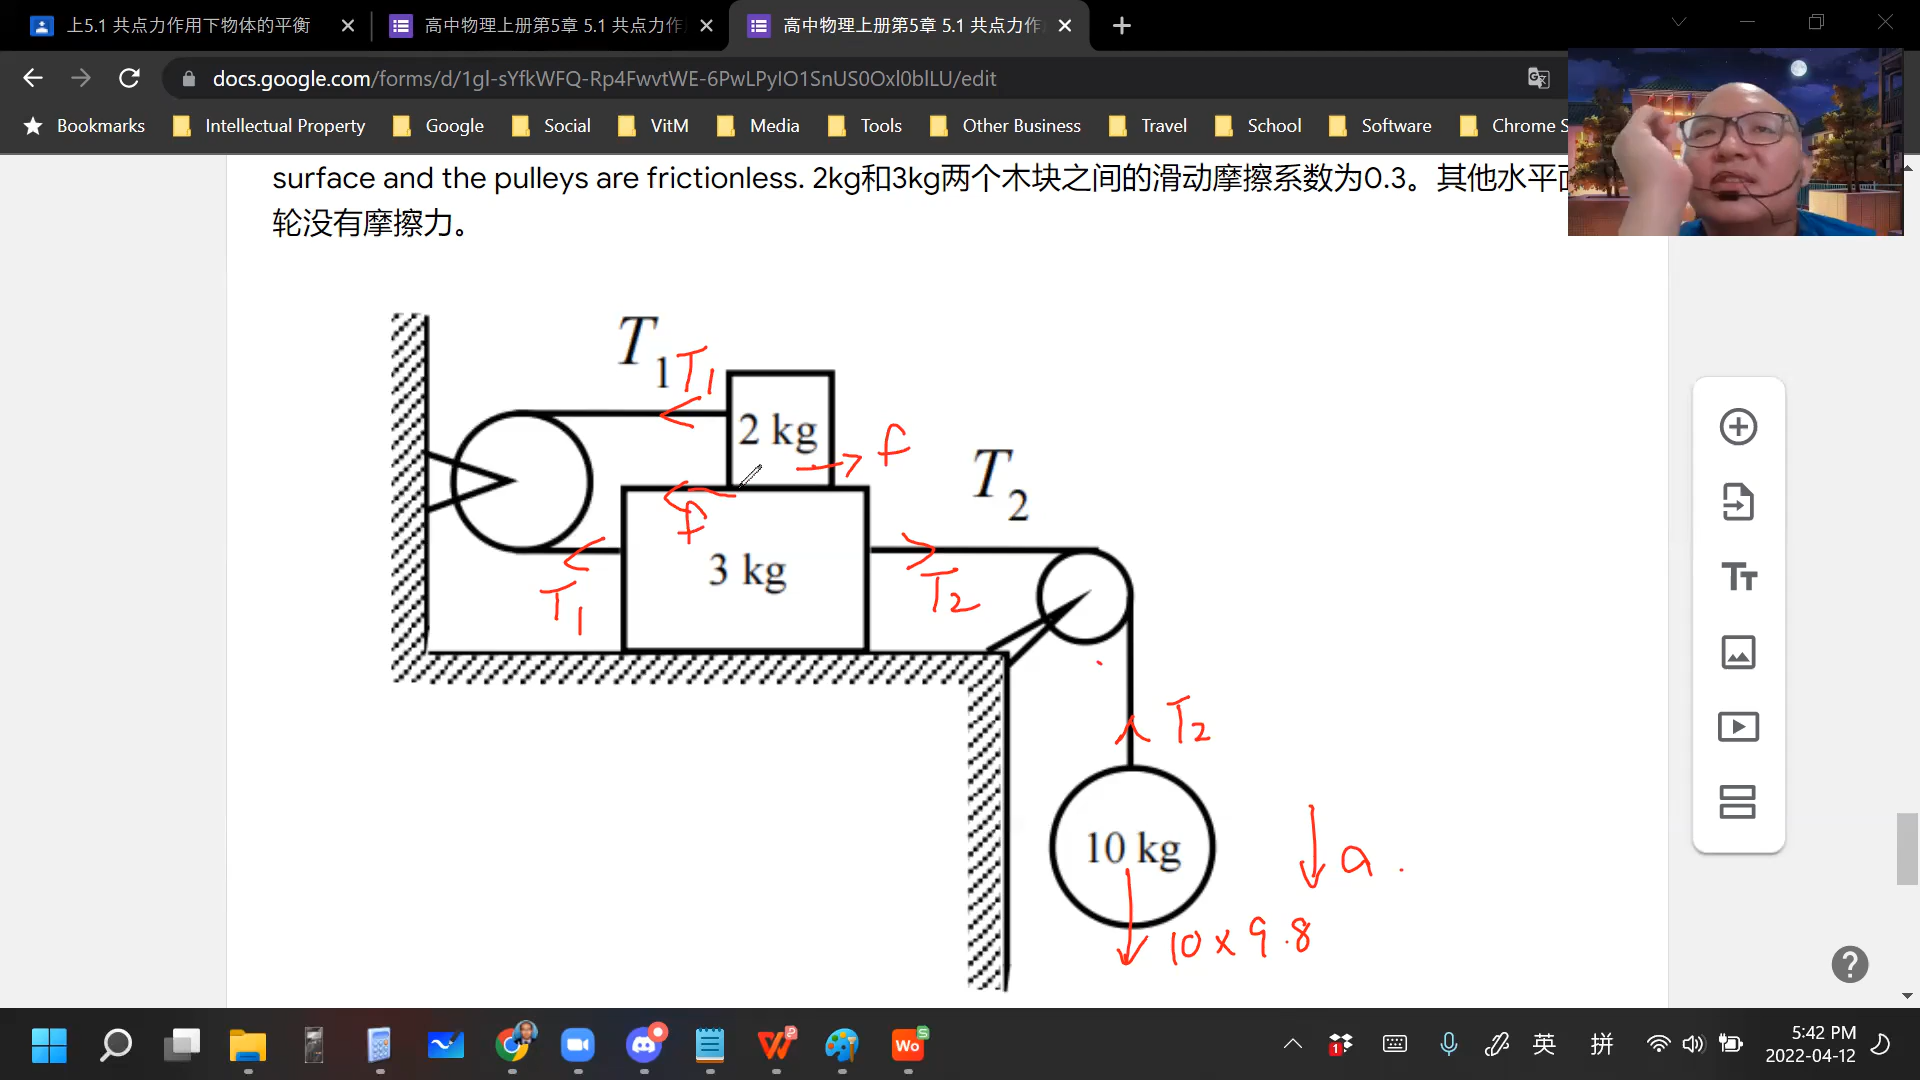 上5.1 共点力作用下物体的平衡
高中物理上册第5章 5.1 共点力作
高中物理上册第5章 5.1 共点力作
docs.google.com/forms/d/1gl-sYfkWFQ-Rp4FwvtWE-6PwLPyIO1SnUS0Oxl0blLU/edit
Bookmarks Intellectual Property Google Social VitM Media Tools Other Business Travel School Software Chrome S
surface and the pulleys are frictionless. 2kg和3kg两个木块之间的滑动摩擦系数为0.3。其他水平面
轮没有摩擦力。
T1 T1
2 kg
f
T2
f
3 kg
T1 T2
T2
10 kg
a
10 x 9.8
Wo
英 拼
5:42 PM
2022-04-12